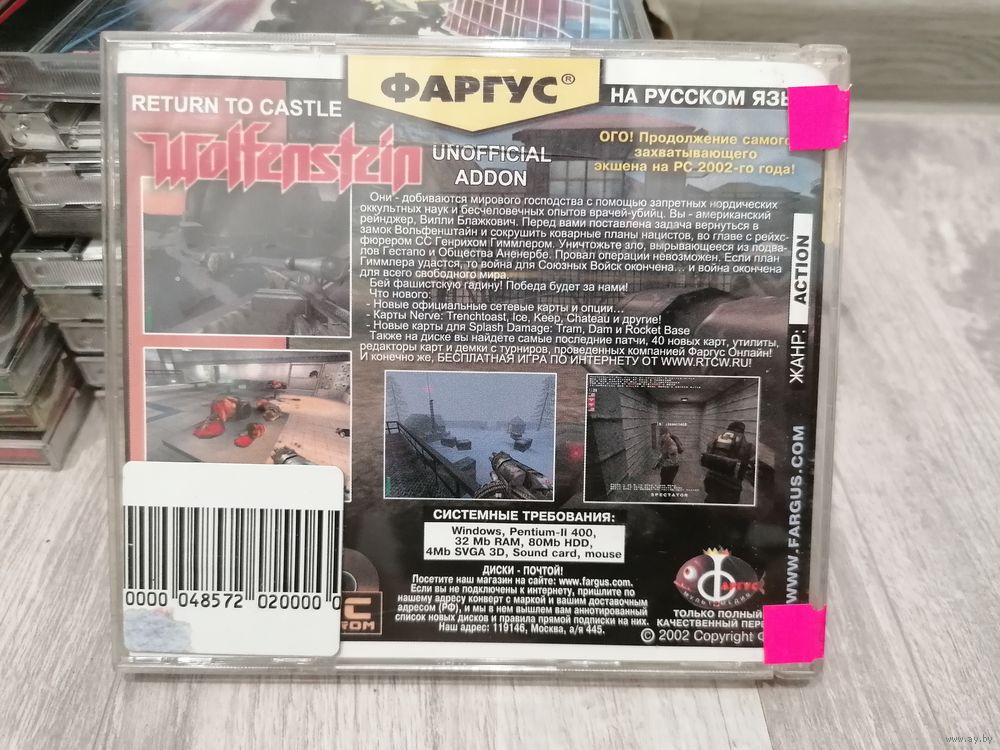 ФАРГУС®
RETURN TO CASTLE
НА РУССКОМ
Wolfenstein
UNOFFICIAL
ADDON
ОГО! Продолжение самого
захватывающего
экшена на PC 2002-го года!
Они - добиваются мирового господства с помощью запретных нордических
оккультных наук и бесчеловечных опытов врачей-убийц. Вы - американский
рейнджер, Вилли Блажкович. Перед вами поставлена задача вернуться в
замок Вольфенштайн и сокрушить коварные планы нацистов, во главе с рейхс-
фюрером СС Генрихом Гиммлером. Уничтожьте зло, вырывающееся из подва-
лов Гестапо и Общества Аненербе. Провал операции невозможен. Если план
Гиммлера удастся, то война для Союзных Войск окончена... и война окончена
для всего свободного мира.
Бей фашистскую гадину! Победа будет за нами!
Что нового:
- Новые официальные сетевые карты и опции...
- Карты Nerve: Trenchtoast, Ice, Keep, Chateau и другие!
- Новые карты для Splash Damage: Tram, Dam и Rocket Base
Также на диске вы найдете самые последние патчи, 40 новых карт, утилиты,
редакторы карт и демки с турниров, проведенных компанией Фаргус Онлайн!
И конечно же, БЕСПЛАТНАЯ ИГРА ПО ИНТЕРНЕТУ ОТ WWW.RTCW.RU!
ЖАНР: ACTION
WWW.FARGUS.COM
SPECTATOR
СИСТЕМНЫЕ ТРЕБОВАНИЯ:
Windows, Pentium-II 400,
32 Mb RAM, 80Mb HDD,
4Mb SVGA 3D, Sound card, mouse
ДИСКИ - ПОЧТОЙ!
Посетите наш магазин на сайте: www.fargus.com.
Если вы не подключены к интернету, пришлите по
нашему адресу конверт с маркой и вашим доставочным
адресом (РФ), и мы в нем вышлем вам аннотированный
список новых дисков и правила прямой подписки на них.
Наш адрес: 119146, Москва, а/я 445.
0000 048572 020000 0
ФАРГУС
МУЛЬТИМЕДИА
ТОЛЬКО ПОЛНЫЙ
КАЧЕСТВЕННЫЙ
© 2002 Copyright
www.ay.by